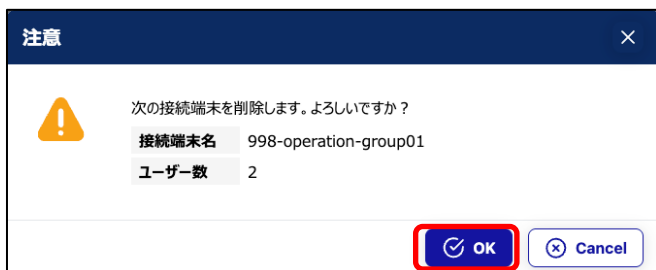 注意
次の接続端末を削除します。よろしいですか？
接続端末名 998-operation-group01
ユーザー数 2
OK Cancel